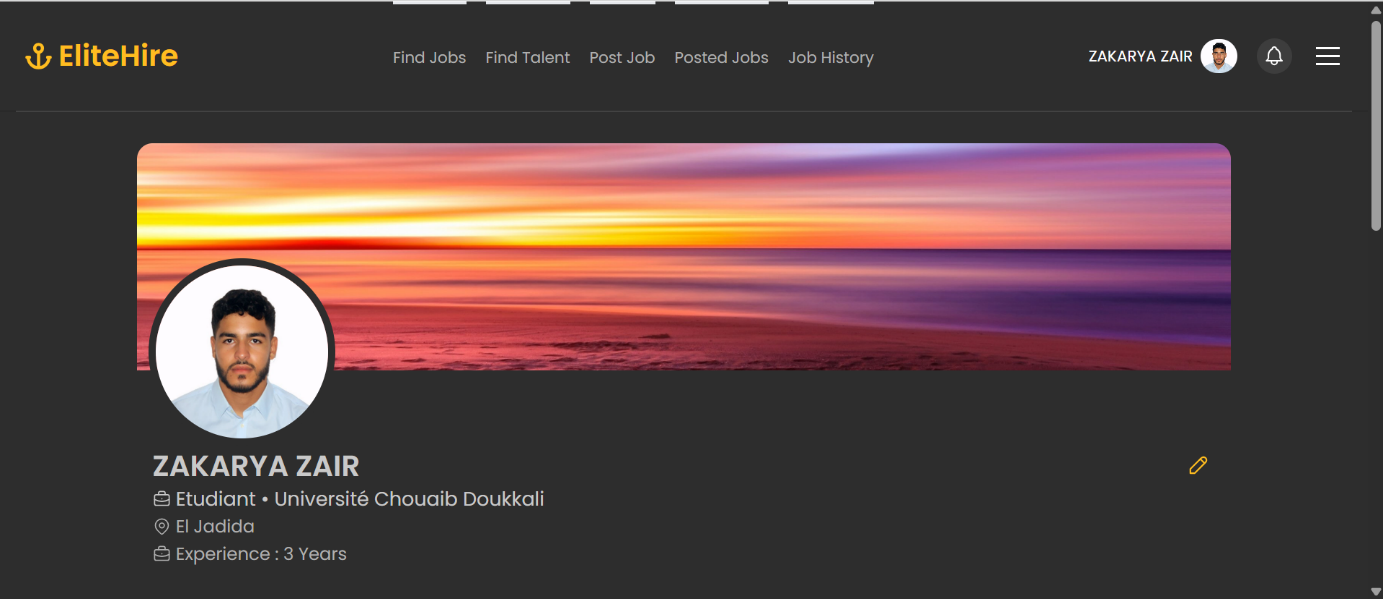 EliteHire
Find Jobs Find Talent Post Job Posted Jobs Job History
ZAKARYA ZAIR
ZAKARYA ZAIR
Etudiant • Université Chouaib Doukkali
El Jadida
Experience : 3 Years